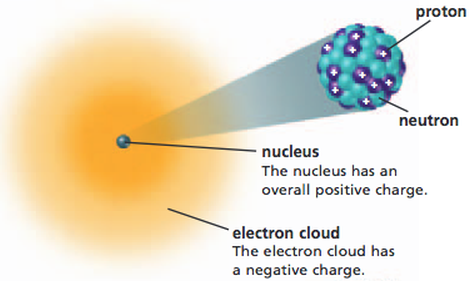 proton
neutron
nucleus
The nucleus has an
overall positive charge.
electron cloud
The electron cloud has
a negative charge.